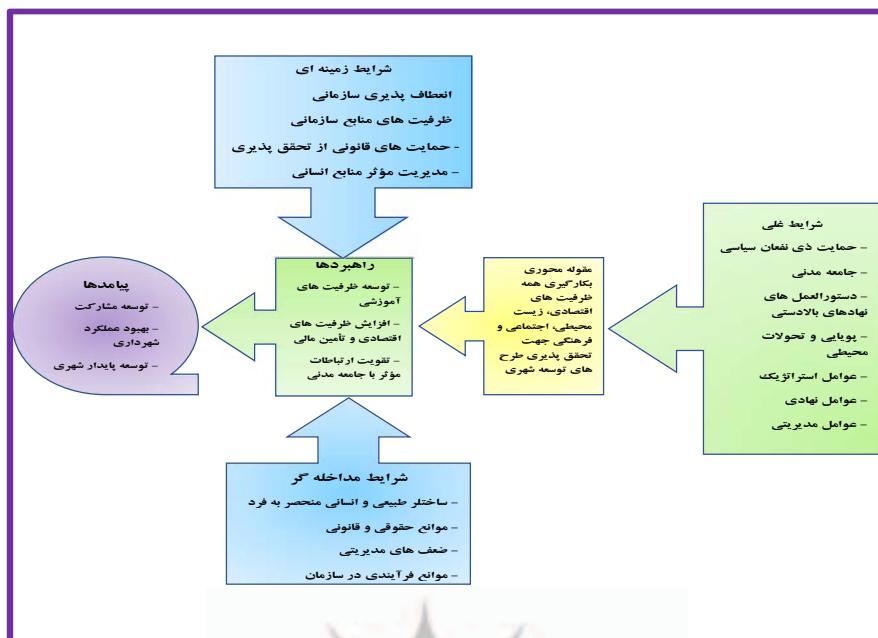 شرایط زمینه ای
انعطاف پذیری سازمانی
ظرفیت های منابع سازمانی
- حمایت های قانونی از تحقق پذیری
- مدیریت مؤثر منابع انسانی
شرایط غلی
- حمایت ذی نفعان سیاسی
- جامعه مدنی
- دستورالعمل های
نهادهای بالادستی
- پویایی و تحولات
محیطی
- عوامل استراتژیک
- عوامل نهادی
- عوامل مدیریتی
مقوله محوری
بکارگیری همه
ظرفیت های
اقتصادی، زیست
محیطی، اجتماعی و
فرهنگی جهت
تحقق پذیری طرح
های توسعه شهری
راهبردها
- توسعه ظرفیت های
آموزشی
- افزایش ظرفیت های
اقتصادی و تأمین مالی
- تقویت ارتباطات
مؤثر با جامعه مدنی
پیامدها
- توسعه مشارکت
- بهبود عملکرد
شهرداری
- توسعه پایدار شهری
شرایط مداخله گر
- ساختلر طبیعی و انسانی منحصر به فرد
- موانع حقوقی و قانونی
- ضعف های مدیریتی
- موانع فرآیندی در سازمان